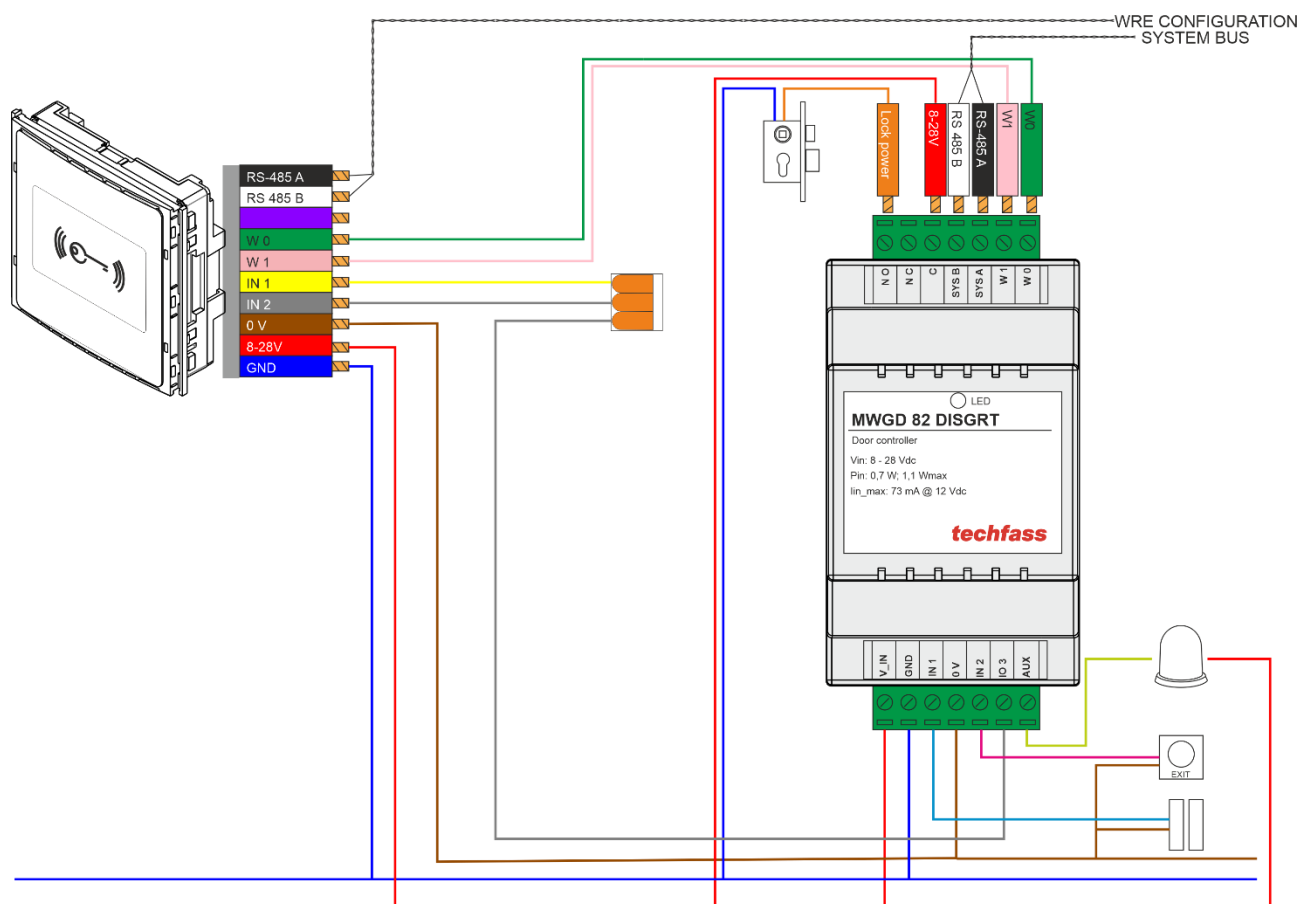 WRE CONFIGURATION
SYSTEM BUS
RS-485 A
RS 485 B
W 0
W 1
IN 1
IN 2
0 V
8-28V
GND
Lock power
8-28V
RS 485 B
RS-485 A
W1
W0
N O
N C
C
SYS B
SYS A
W 1
W 0
LED
MWGD 82 DISGRT
Door controller
Vin: 8 - 28 Vdc
Pin: 0,7 W; 1,1 Wmax
Iin_max: 73 mA @ 12 Vdc
techfass
V_IN
GND
IN 1
0 V
IN 2
IO 3
AUX
EXIT